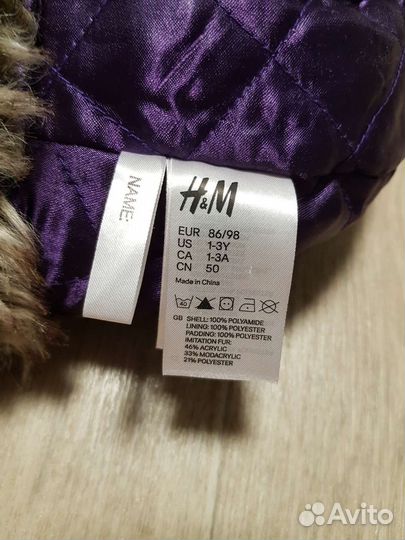 NAME:
H&M
EUR 86/98
US 1-3Y
CA 1-3A
CN 50
Made in China
40
GB SHELL: 100% POLYAMIDE
LINING: 100% POLYESTER
PADDING: 100% POLYESTER
IMITATION FUR:
46% ACRYLIC
33% MODACRYLIC
21% POLYESTER
Avito